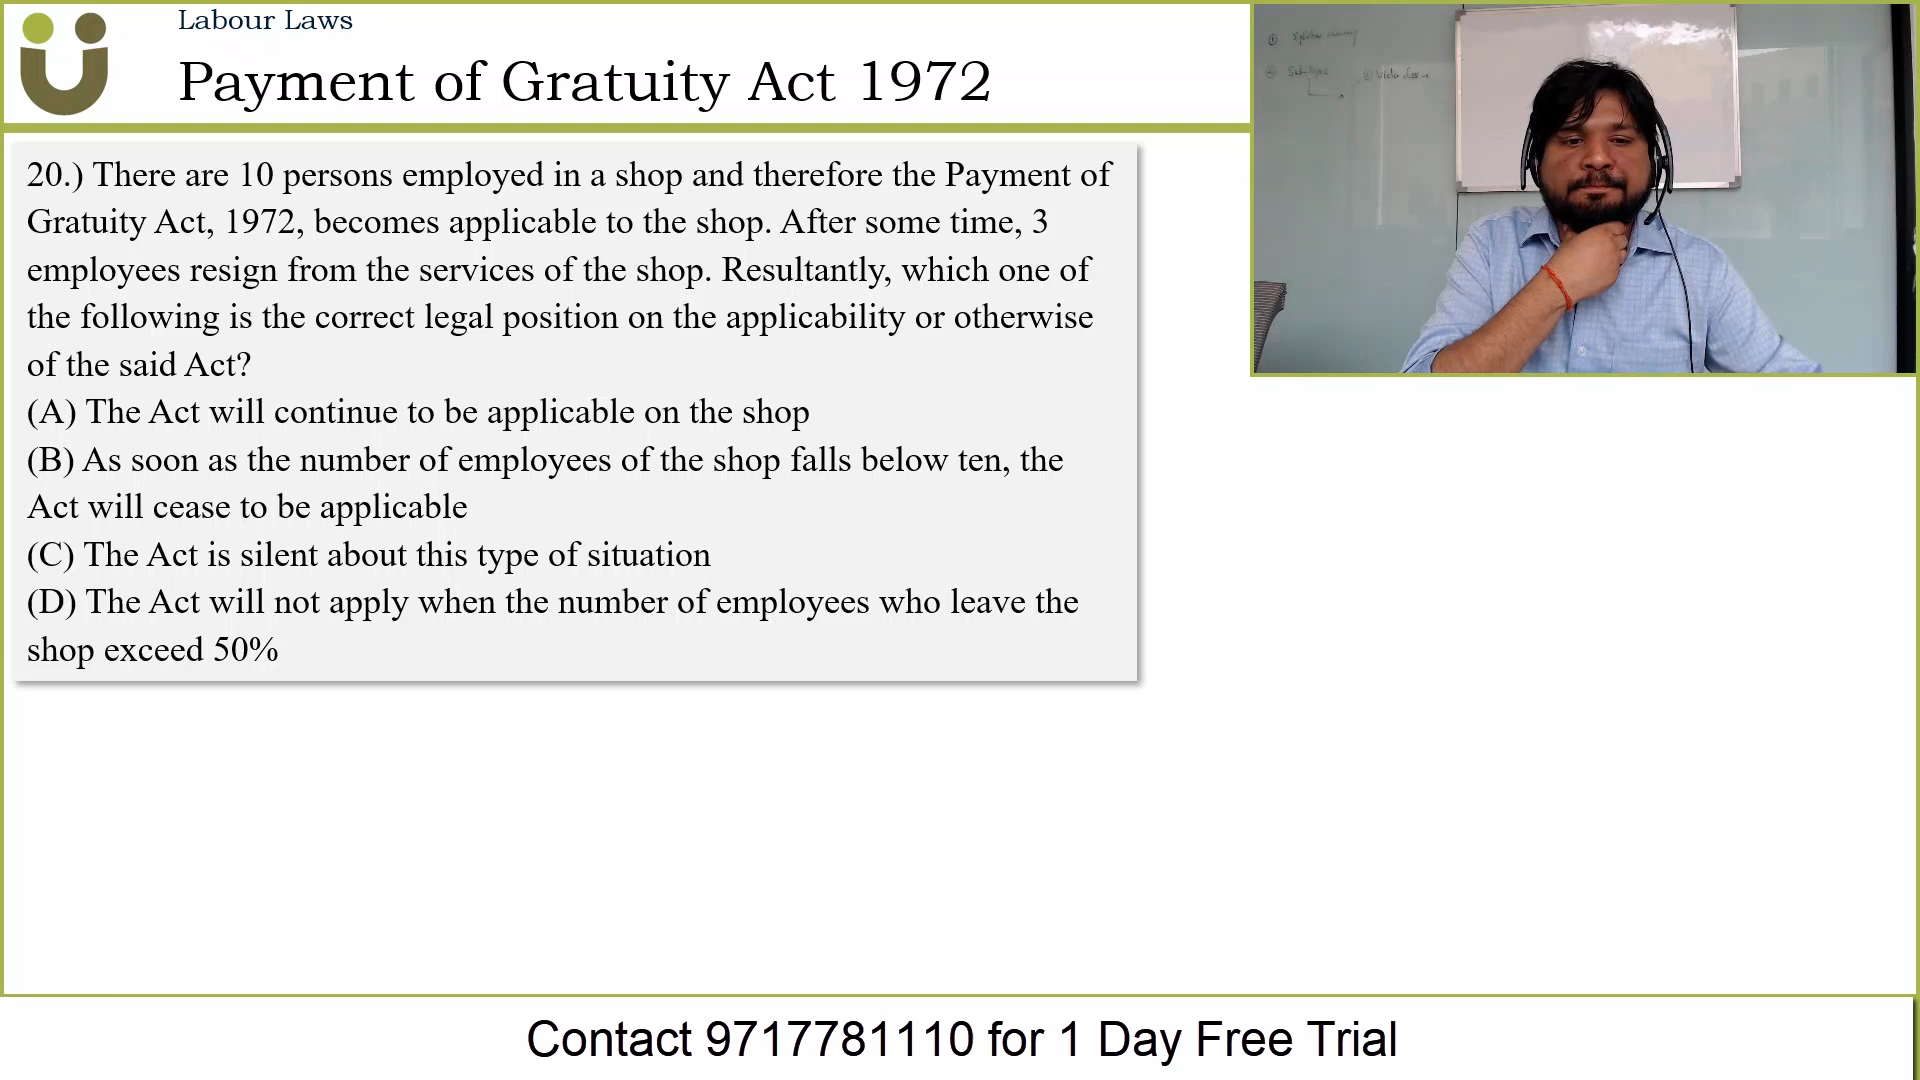 Labour Laws
Payment of Gratuity Act 1972
20.) There are 10 persons employed in a shop and therefore the Payment of
Gratuity Act, 1972, becomes applicable to the shop. After some time, 3
employees resign from the services of the shop. Resultantly, which one of
the following is the correct legal position on the applicability or otherwise
of the said Act?
(A) The Act will continue to be applicable on the shop
(B) As soon as the number of employees of the shop falls below ten, the
Act will cease to be applicable
(C) The Act is silent about this type of situation
(D) The Act will not apply when the number of employees who leave the
shop exceed 50%
Contact 9717781110 for 1 Day Free Trial